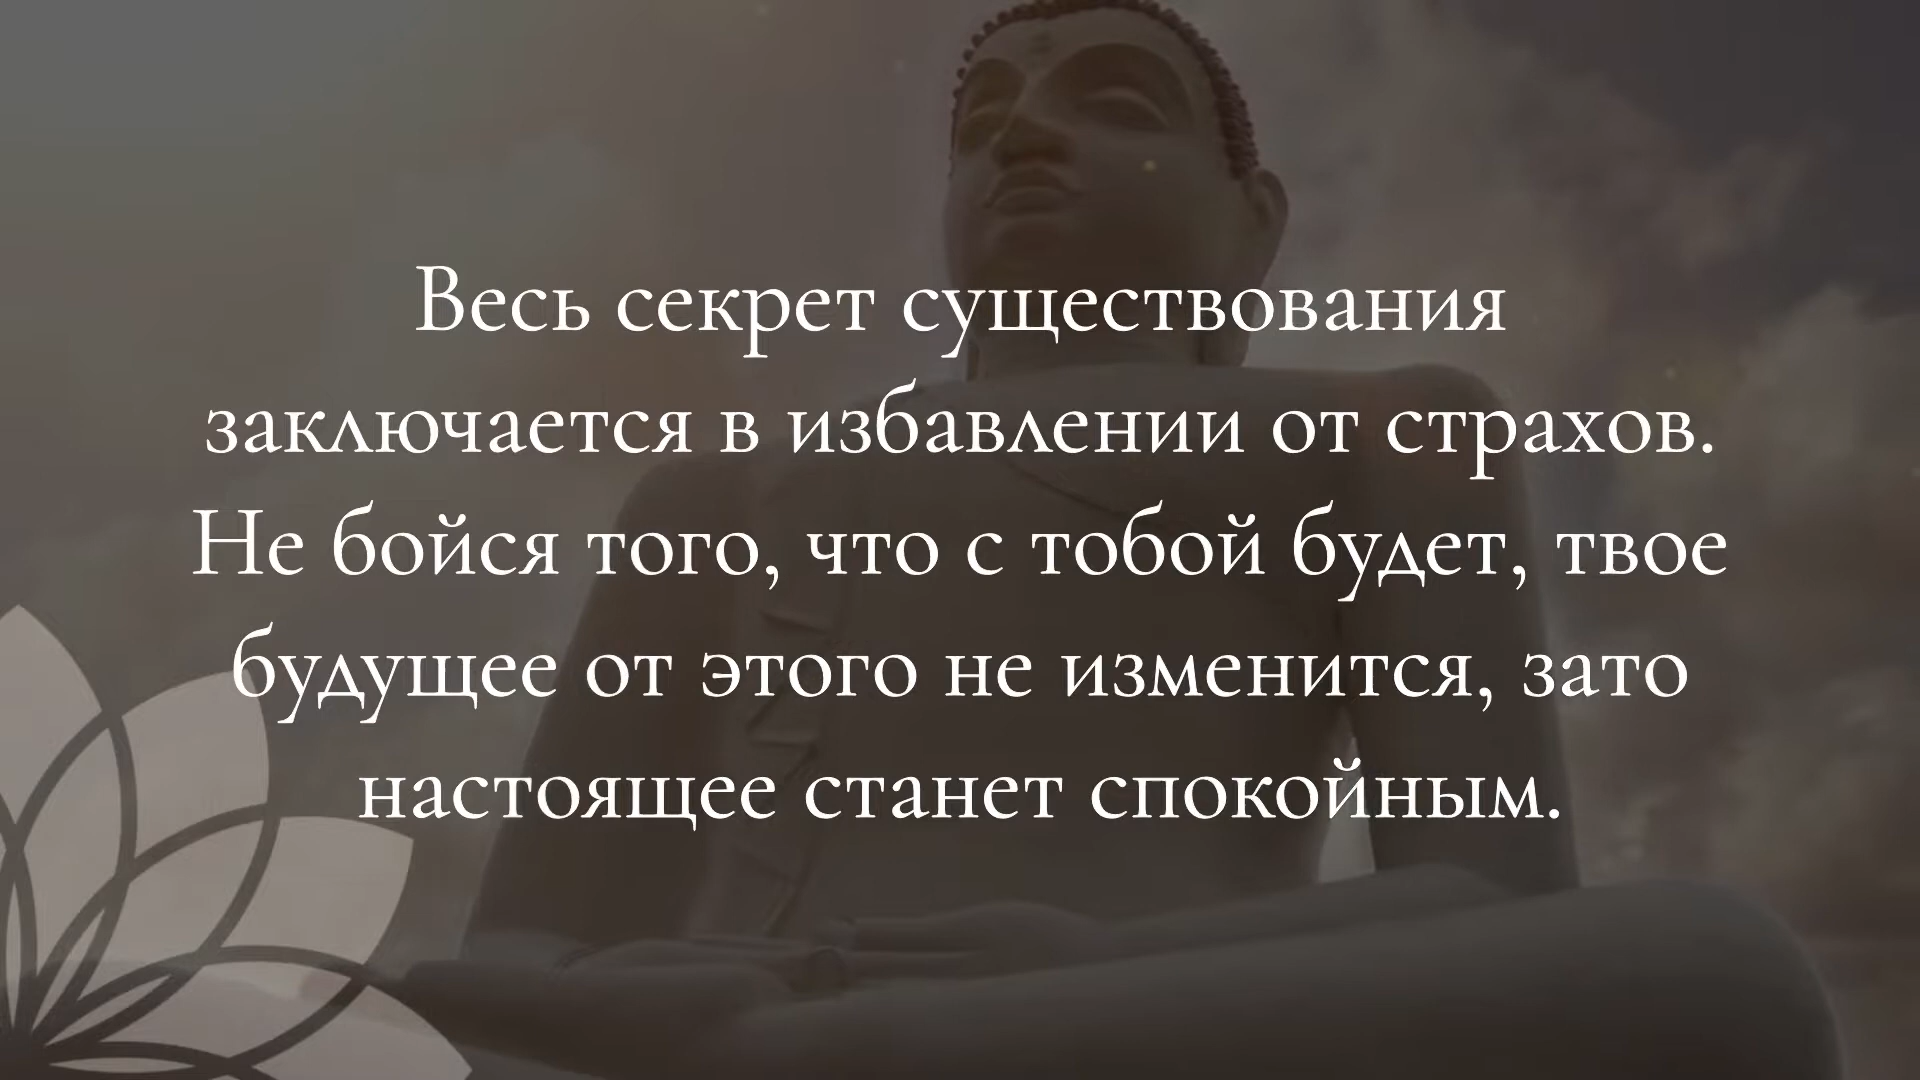 Весь секрет существования
заключается в избавлении от страхов.
Не бойся того, что с тобой будет, твое
будущее от этого не изменится, зато
настоящее станет спокойным.